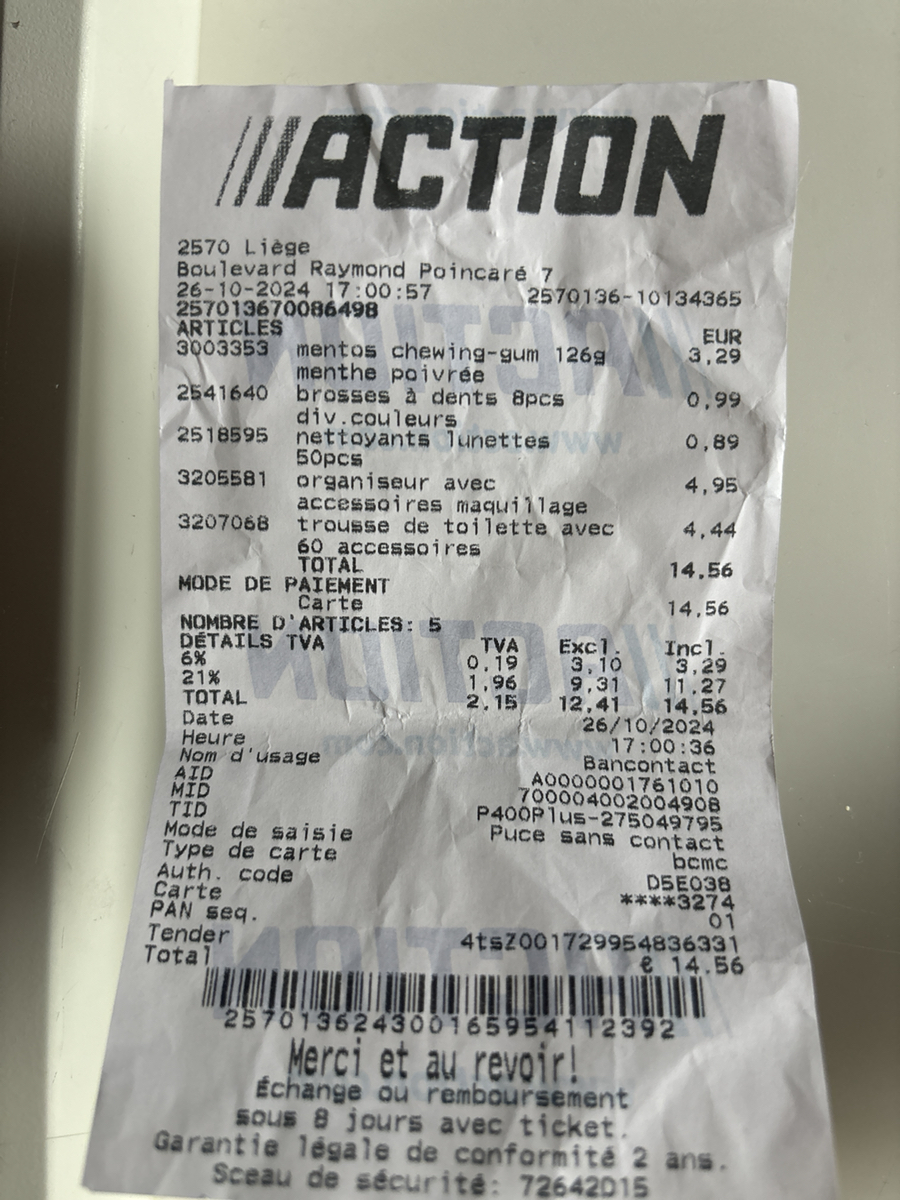 ACTION
2570 Liège
Boulevard Raymond Poincaré 7
26-10-2024 17:00:57 2570136-10134365
257013670086498
ARTICLES EUR
3003353 mentos chewing-gum 126g 3,29
menthe poivrée
2541640 brosses à dents 8pcs 0,99
div.couleurs
2518595 nettoyants lunettes 0,89
50pcs
3205581 organiseur avec 4,95
accessoires maquillage
3207068 trousse de toilette avec 4,44
60 accessoires
TOTAL 14,56
MODE DE PAIEMENT
Carte 14,56
NOMBRE D'ARTICLES: 5
DÉTAILS TVA TVA Excl. Incl.
6% 0,19 3,10 3,29
21% 1,96 9,31 11,27
TOTAL 2,15 12,41 14,56
Date 26/10/2024
Heure 17:00:36
Nom d'usage Bancontact
AID A0000001761010
MID 700004002004908
TID P400Plus-275049795
Mode de saisie Puce sans contact
Type de carte bcmc
Auth. code D5E038
Carte ****3274
PAN seq. 01
Tender 4tsZ001729954836331
Total € 14.56
2570136243001659541 12392
Merci et au revoir!
Échange ou remboursement
sous 8 jours avec ticket.
Garantie légale de conformité 2 ans.
Sceau de sécurité: 72642D15